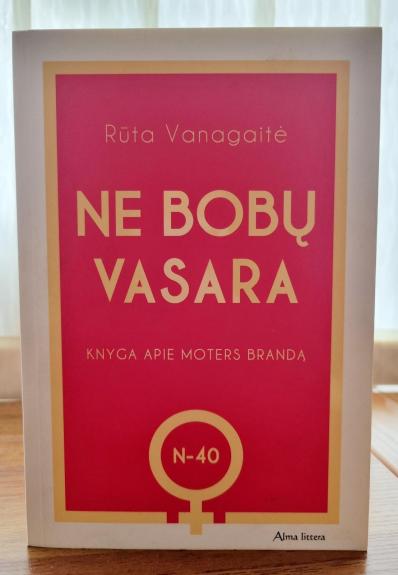 Rūta Vanagaitė
NE BOBŲ
VASARA
KNYGA APIE MOTERS BRANDĄ
N-40
Alma littera